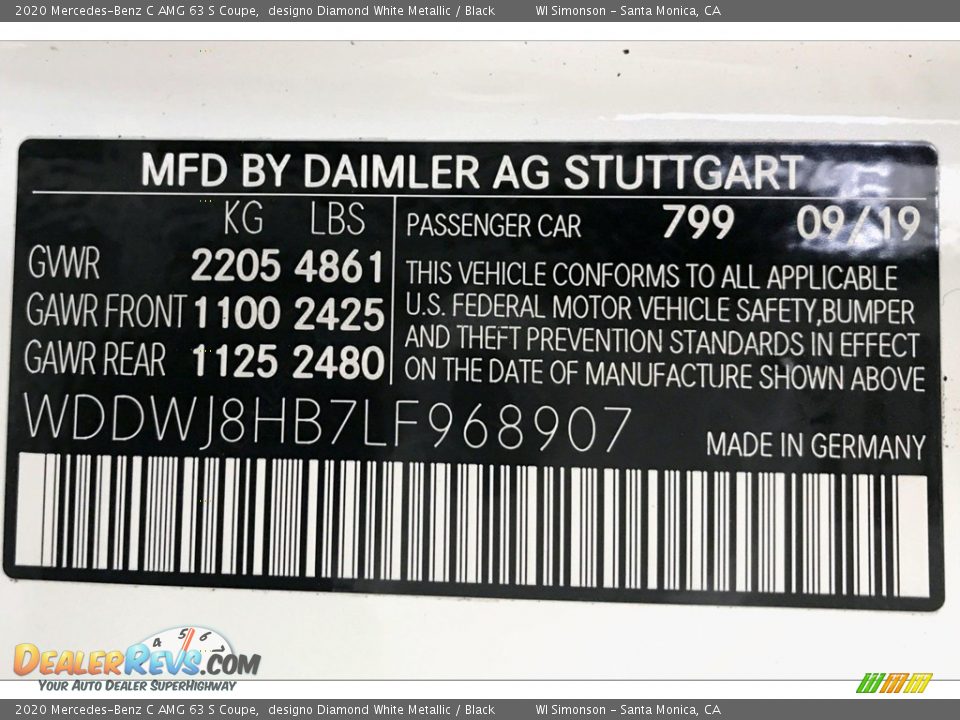 2020 Mercedes-Benz C AMG 63 S Coupe, designo Diamond White Metallic / Black WI Simonson - Santa Monica, CA
MFD BY DAIMLER AG STUTTGART
KG LBS
GVWR 2205 4861
GAWR FRONT 1100 2425
GAWR REAR 1125 2480
PASSENGER CAR 799 09/19
THIS VEHICLE CONFORMS TO ALL APPLICABLE
U.S. FEDERAL MOTOR VEHICLE SAFETY,BUMPER
AND THEFT PREVENTION STANDARDS IN EFFECT
ON THE DATE OF MANUFACTURE SHOWN ABOVE
WDDWJ8HB7LF968907
MADE IN GERMANY
4 5 6 7
DEALERREVS.COM
YOUR AUTO DEALER SUPERHIGHWAY
2020 Mercedes-Benz C AMG 63 S Coupe, designo Diamond White Metallic / Black WI Simonson - Santa Monica, CA